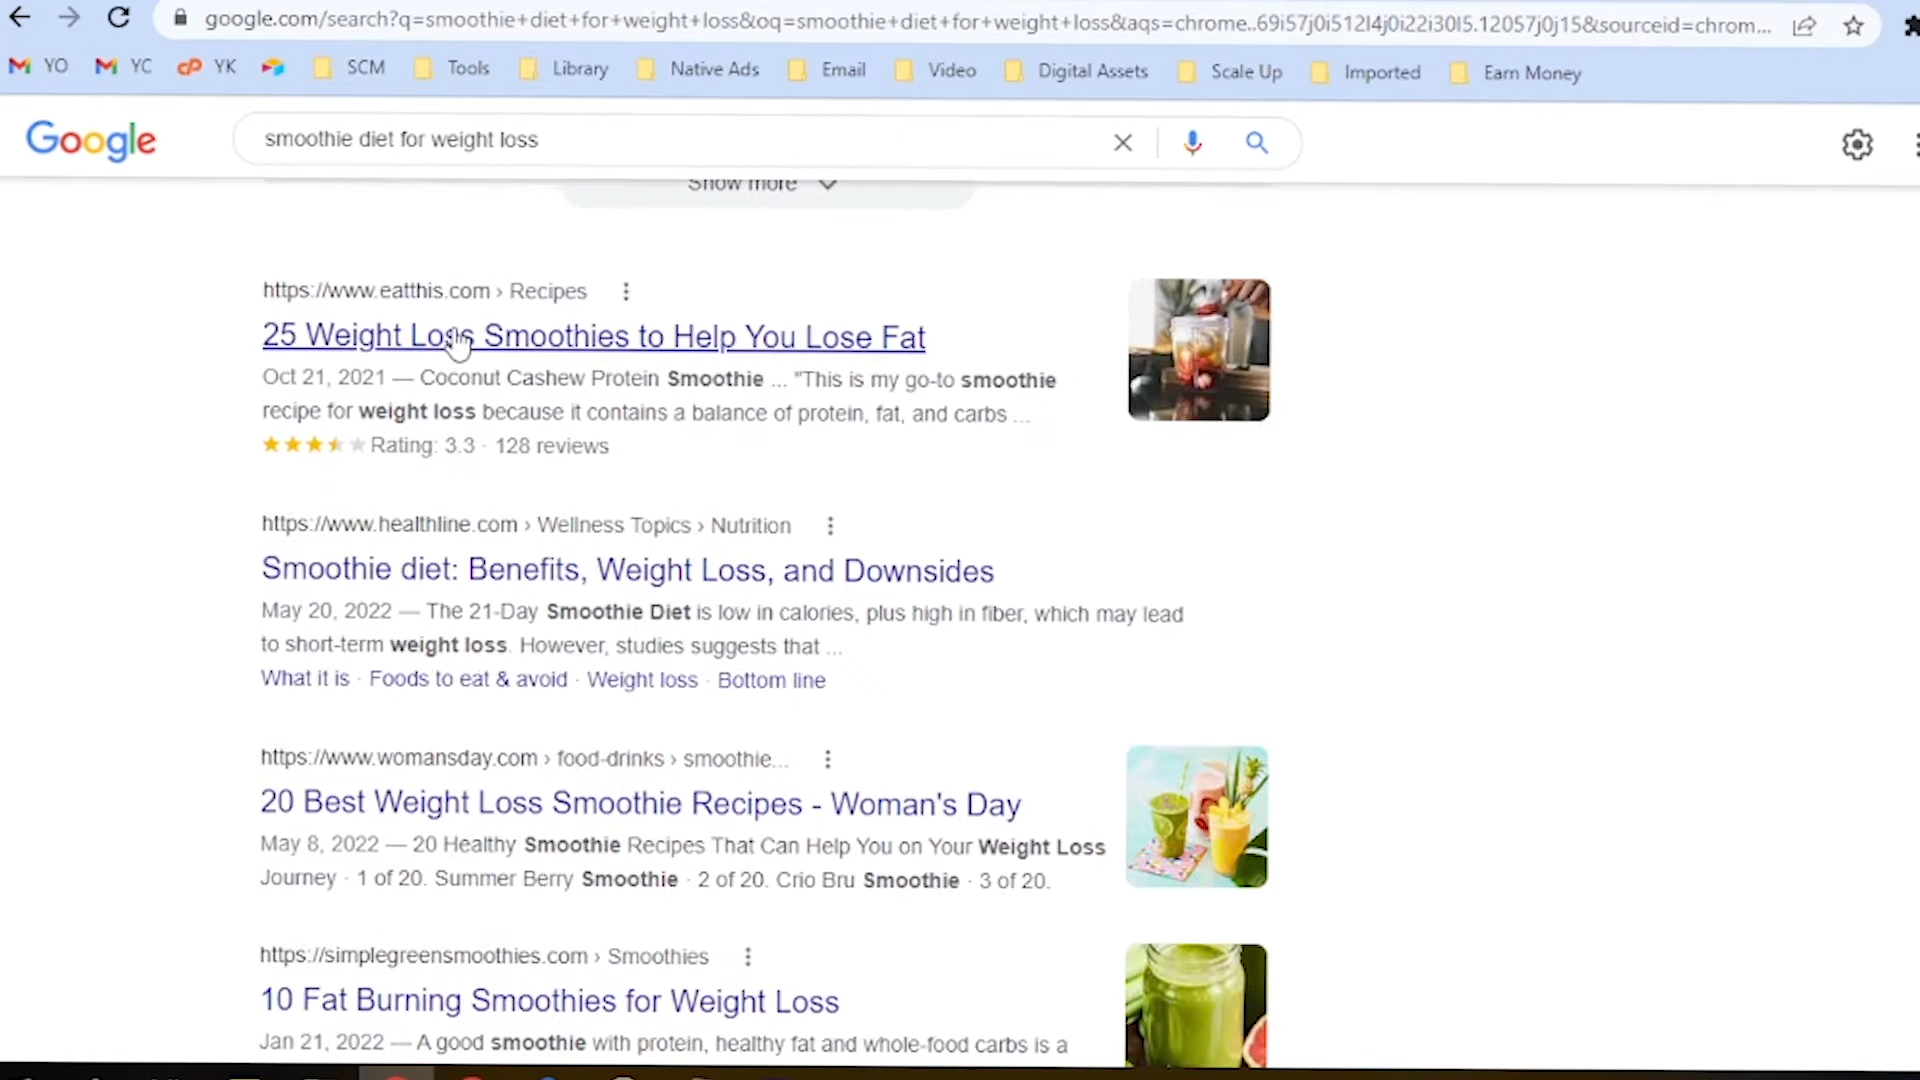 google.com/search?q=smoothie+diet+for+weight+loss&oq=smoothie+diet+for+weight+loss&aqs=chrome..69i57j0i512l4j0i22i30l5.12057j0j15&sourceid=chrom...
YO YC YK SCM Tools Library Native Ads Email Video Digital Assets Scale Up Imported Earn Money
Google smoothie diet for weight loss
Show more
https://www.eatthis.com › Recipes
25 Weight Loss Smoothies to Help You Lose Fat
Oct 21, 2021 — Coconut Cashew Protein Smoothie ... "This is my go-to smoothie
recipe for weight loss because it contains a balance of protein, fat, and carbs ...
Rating: 3.3 · 128 reviews
https://www.healthline.com › Wellness Topics › Nutrition
Smoothie diet: Benefits, Weight Loss, and Downsides
May 20, 2022 — The 21-Day Smoothie Diet is low in calories, plus high in fiber, which may lead
to short-term weight loss. However, studies suggests that ...
What it is · Foods to eat & avoid · Weight loss · Bottom line
https://www.womansday.com › food-drinks › smoothie...
20 Best Weight Loss Smoothie Recipes - Woman's Day
May 8, 2022 — 20 Healthy Smoothie Recipes That Can Help You on Your Weight Loss
Journey · 1 of 20. Summer Berry Smoothie · 2 of 20. Crio Bru Smoothie · 3 of 20.
https://simplegreensmoothies.com › Smoothies
10 Fat Burning Smoothies for Weight Loss
Jan 21, 2022 — A good smoothie with protein, healthy fat and whole-food carbs is a